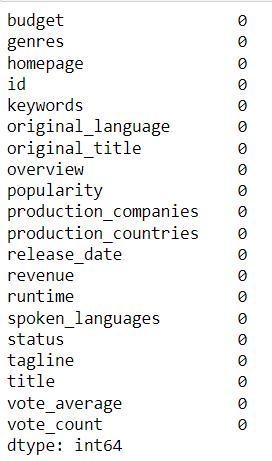 budget 0
genres 0
homepage 0
id 0
keywords 0
original_language 0
original_title 0
overview 0
popularity 0
production_companies 0
production_countries 0
release_date 0
revenue 0
runtime 0
spoken_languages 0
status 0
tagline 0
title 0
vote_average 0
vote_count 0
dtype: int64